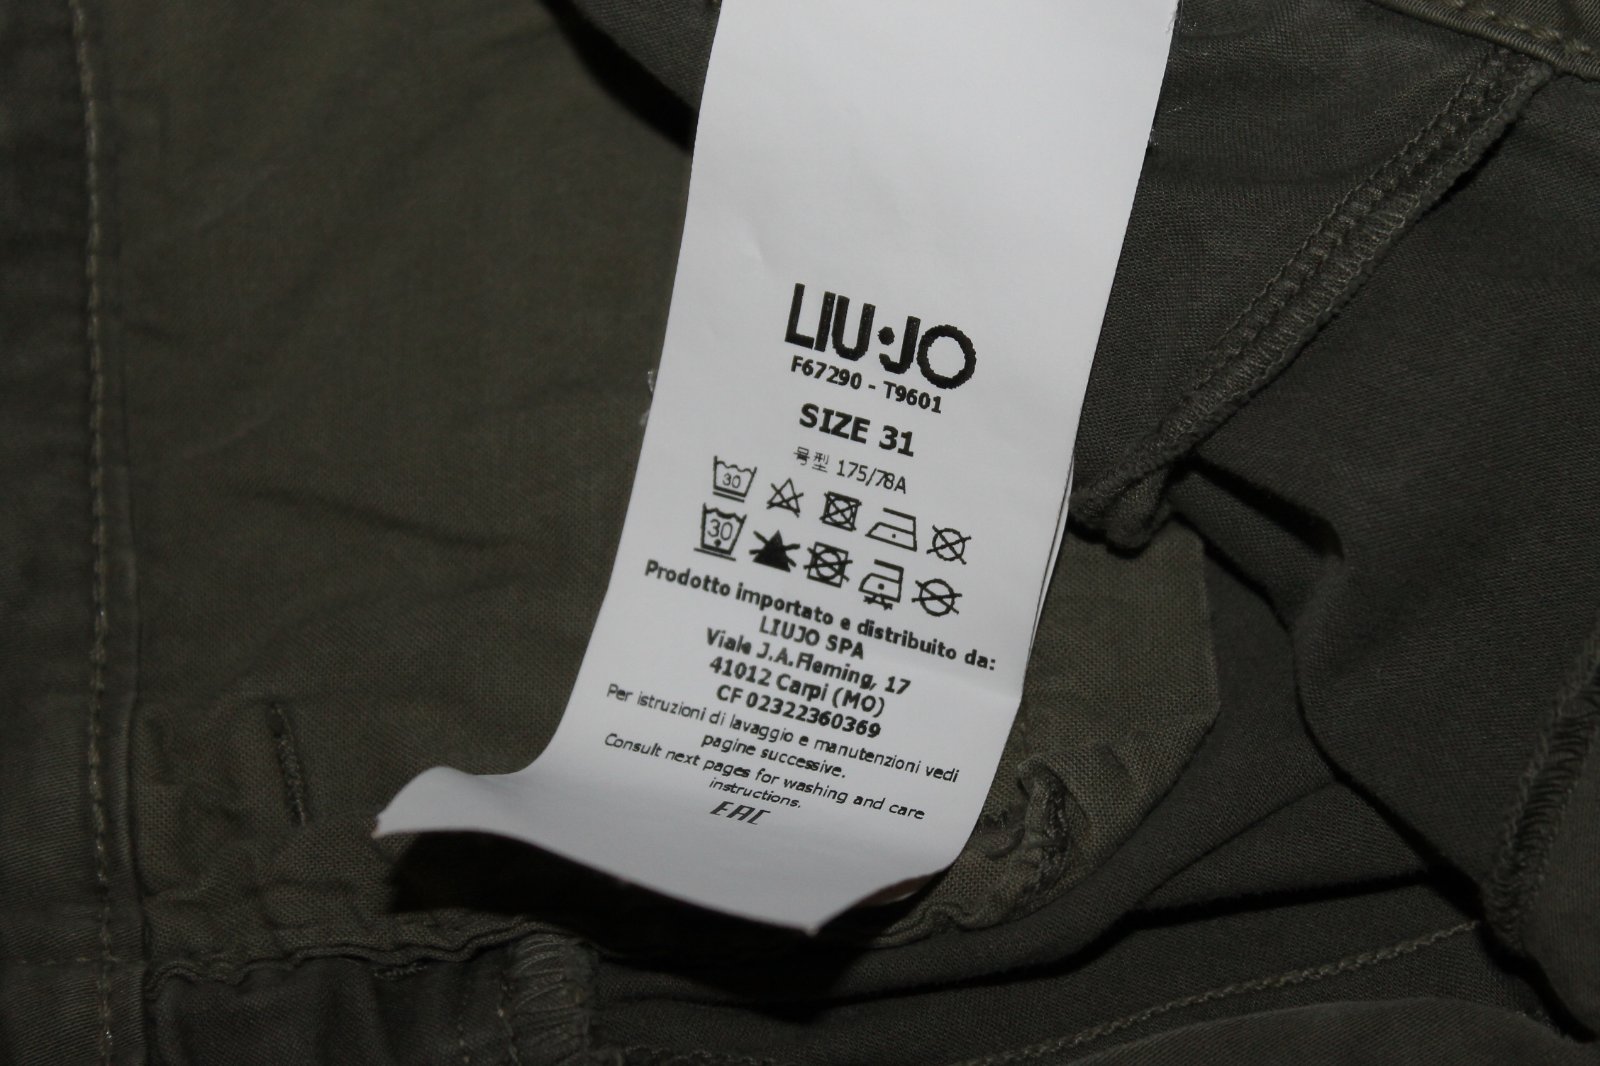 LIU·JO
F67290 - T9601
SIZE 31
号型 175/78A
30
30
Prodotto importato e distribuito da:
LIUJO SPA
Viale J.A.Fleming, 17
41012 Carpi (MO)
CF 02322360369
Per istruzioni di lavaggio e manutenzioni vedi
pagine successive.
Consult next pages for washing and care
instructions.
EAC